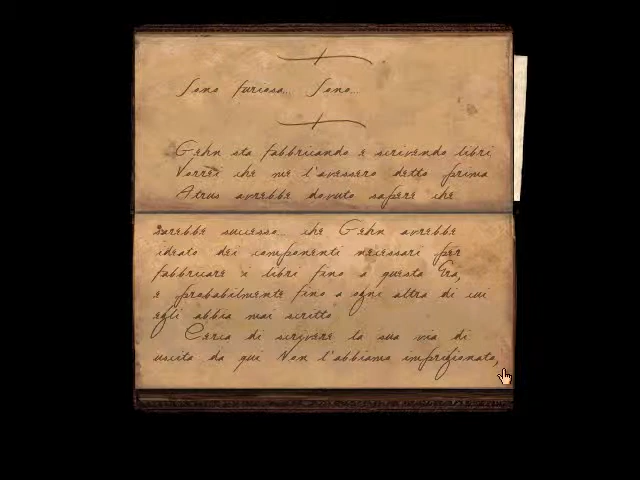 Sono furiosa... Sono...
Gehn sta fabbricando e scrivendo libri.
Vorrei che me l'avessero detto prima
Atrus avrebbe dovuto sapere che
sarebbe successo... che Gehn avrebbe
ideato dei componenti necessari per
fabbricare i libri fino a questa Era,
e probabilmente fino a ogni altra di cui
egli abbia mai scritto
Cerca di scrivere la sua via di
uscita da qui Non l'abbiamo imprigionato,